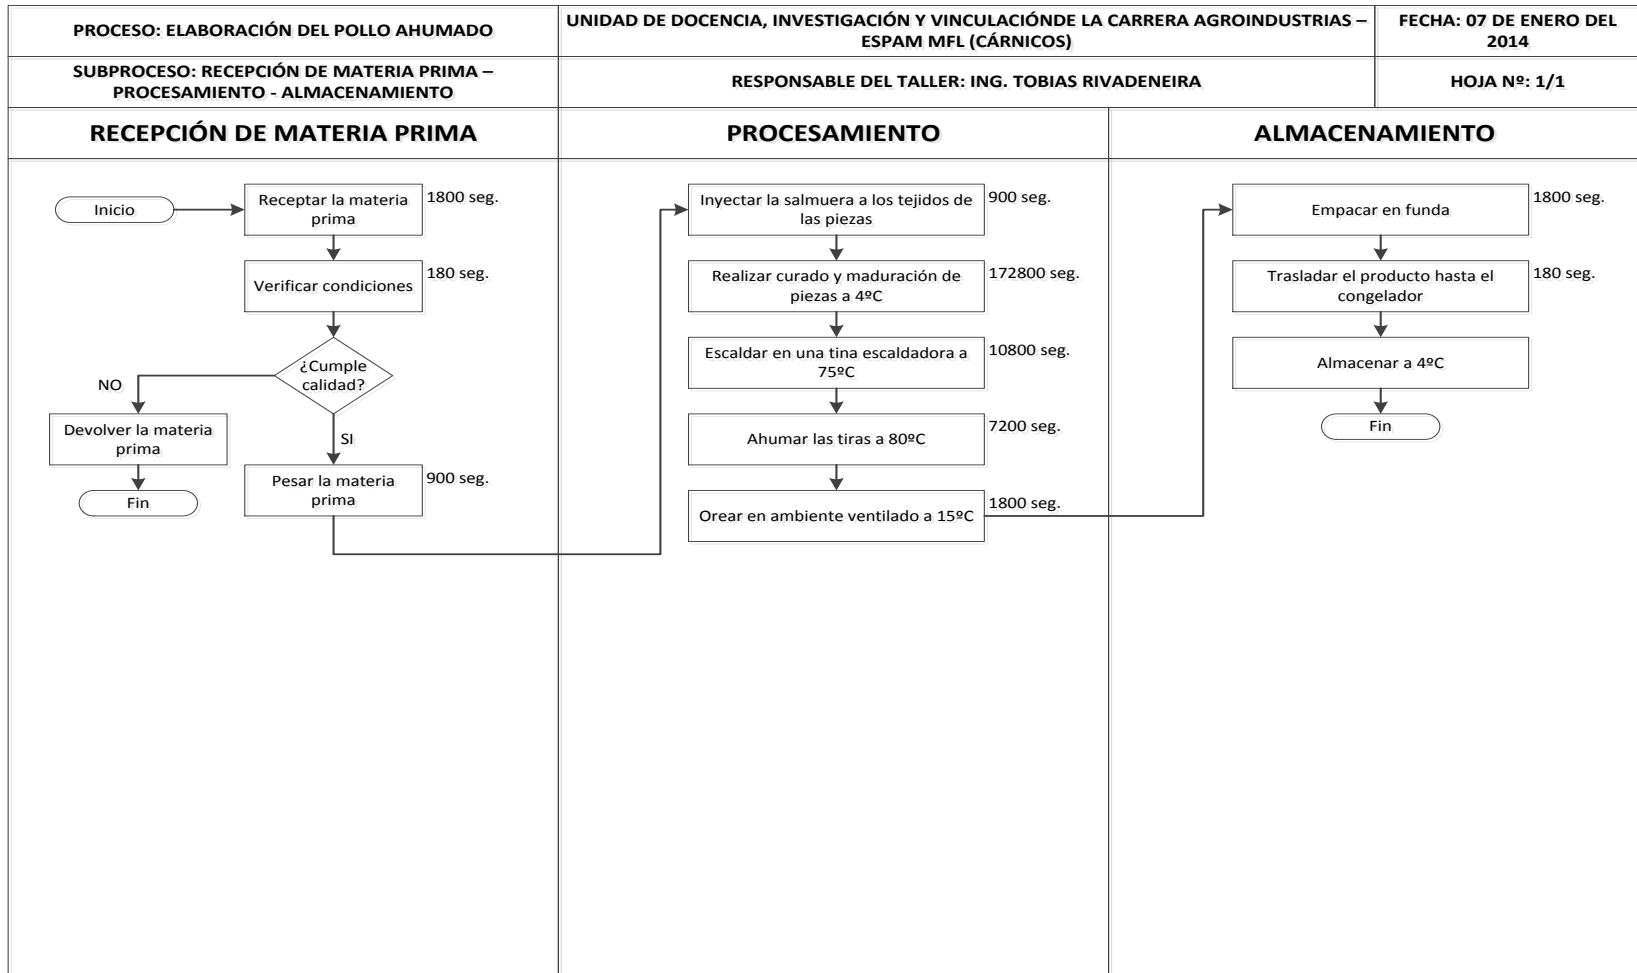 PROCESO: ELABORACIÓN DEL POLLO AHUMADO
UNIDAD DE DOCENCIA, INVESTIGACIÓN Y VINCULACIÓNDE LA CARRERA AGROINDUSTRIAS –
ESPAM MFL (CÁRNICOS)
FECHA: 07 DE ENERO DEL
2014
SUBPROCESO: RECEPCIÓN DE MATERIA PRIMA –
PROCESAMIENTO - ALMACENAMIENTO
RESPONSABLE DEL TALLER: ING. TOBIAS RIVADENEIRA
HOJA Nº: 1/1
RECEPCIÓN DE MATERIA PRIMA
Inicio
Receptar la materia
prima
1800 seg.
Verificar condiciones
180 seg.
¿Cumple
calidad?
NO
Devolver la materia
prima
Fin
SI
Pesar la materia
prima
900 seg.
PROCESAMIENTO
Inyectar la salmuera a los tejidos de
las piezas
900 seg.
Realizar curado y maduración de
piezas a 4ºC
172800 seg.
Escaldar en una tina escaldadora a
75ºC
10800 seg.
Ahumar las tiras a 80ºC
7200 seg.
Orear en ambiente ventilado a 15ºC
1800 seg.
ALMACENAMIENTO
Empacar en funda
1800 seg.
Trasladar el producto hasta el
congelador
180 seg.
Almacenar a 4ºC
Fin